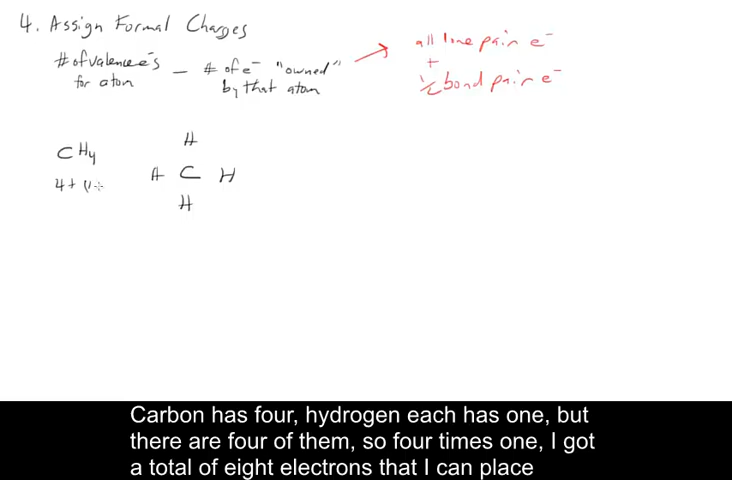 4. Assign Formal Charges
# of valence e⁻s — # of e⁻ "owned"
for atom by that atom
all lone pair e⁻
+
1/2 bond pair e⁻
CH4
4+
H
H C H
H
Carbon has four, hydrogen each has one, but
there are four of them, so four times one, I got
a total of eight electrons that I can place